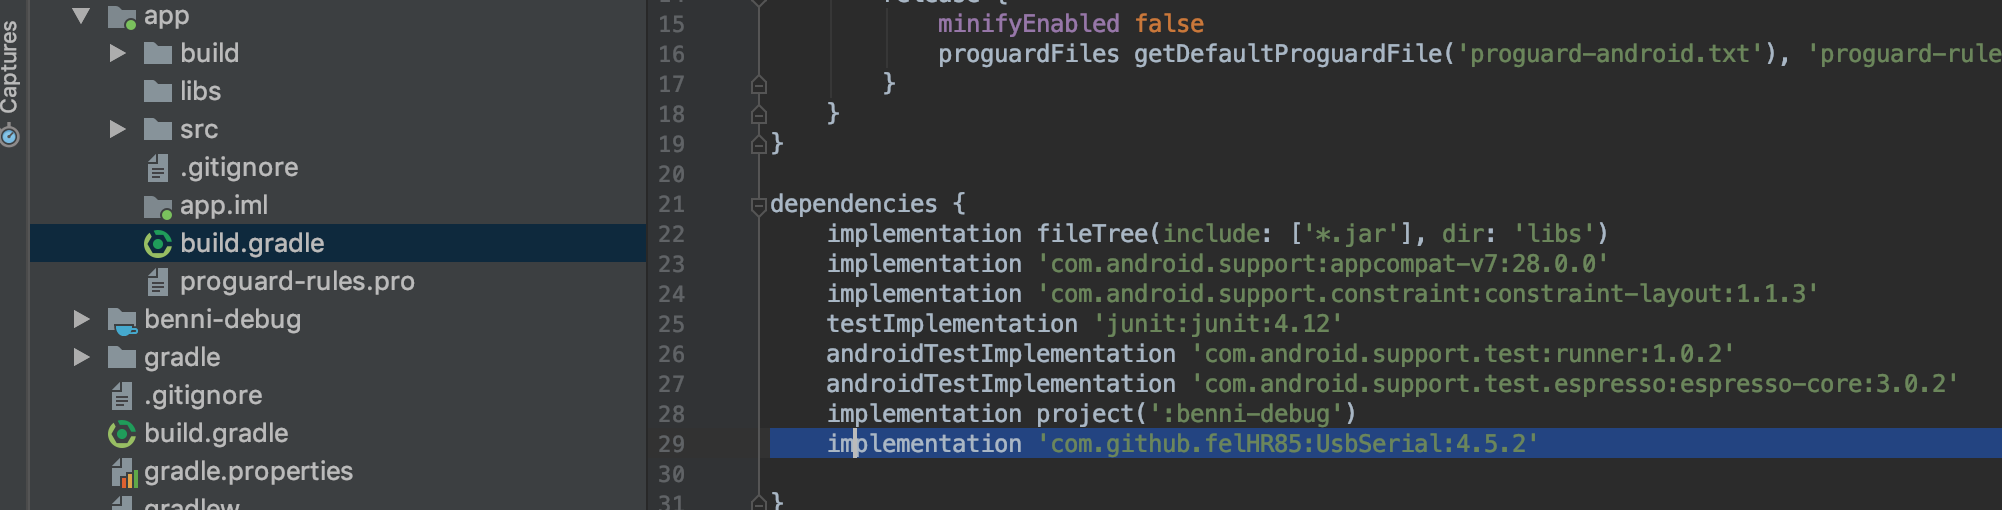 Captures
app
build
libs
src
.gitignore
app.iml
build.gradle
proguard-rules.pro
benni-debug
gradle
.gitignore
build.gradle
gradle.properties
gradlew
release {
15 minifyEnabled false
16 proguardFiles getDefaultProguardFile('proguard-android.txt'), 'proguard-rule
17 }
18 }
19 }
20
21 dependencies {
22 implementation fileTree(include: ['*.jar'], dir: 'libs')
23 implementation 'com.android.support:appcompat-v7:28.0.0'
24 implementation 'com.android.support.constraint:constraint-layout:1.1.3'
25 testImplementation 'junit:junit:4.12'
26 androidTestImplementation 'com.android.support.test:runner:1.0.2'
27 androidTestImplementation 'com.android.support.test.espresso:espresso-core:3.0.2'
28 implementation project(':benni-debug')
29 implementation 'com.github.felHR85:UsbSerial:4.5.2'
30
31 }